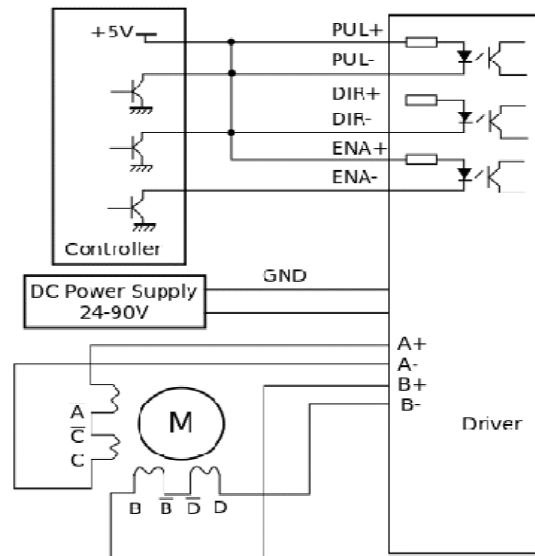 +5V
PUL+
PUL-
DIR+
DIR-
ENA+
ENA-
Controller
GND
DC Power Supply
24-90V
A+
A-
B+
B-
Driver
A
C̅
C
M
B
B̅
D̅
D